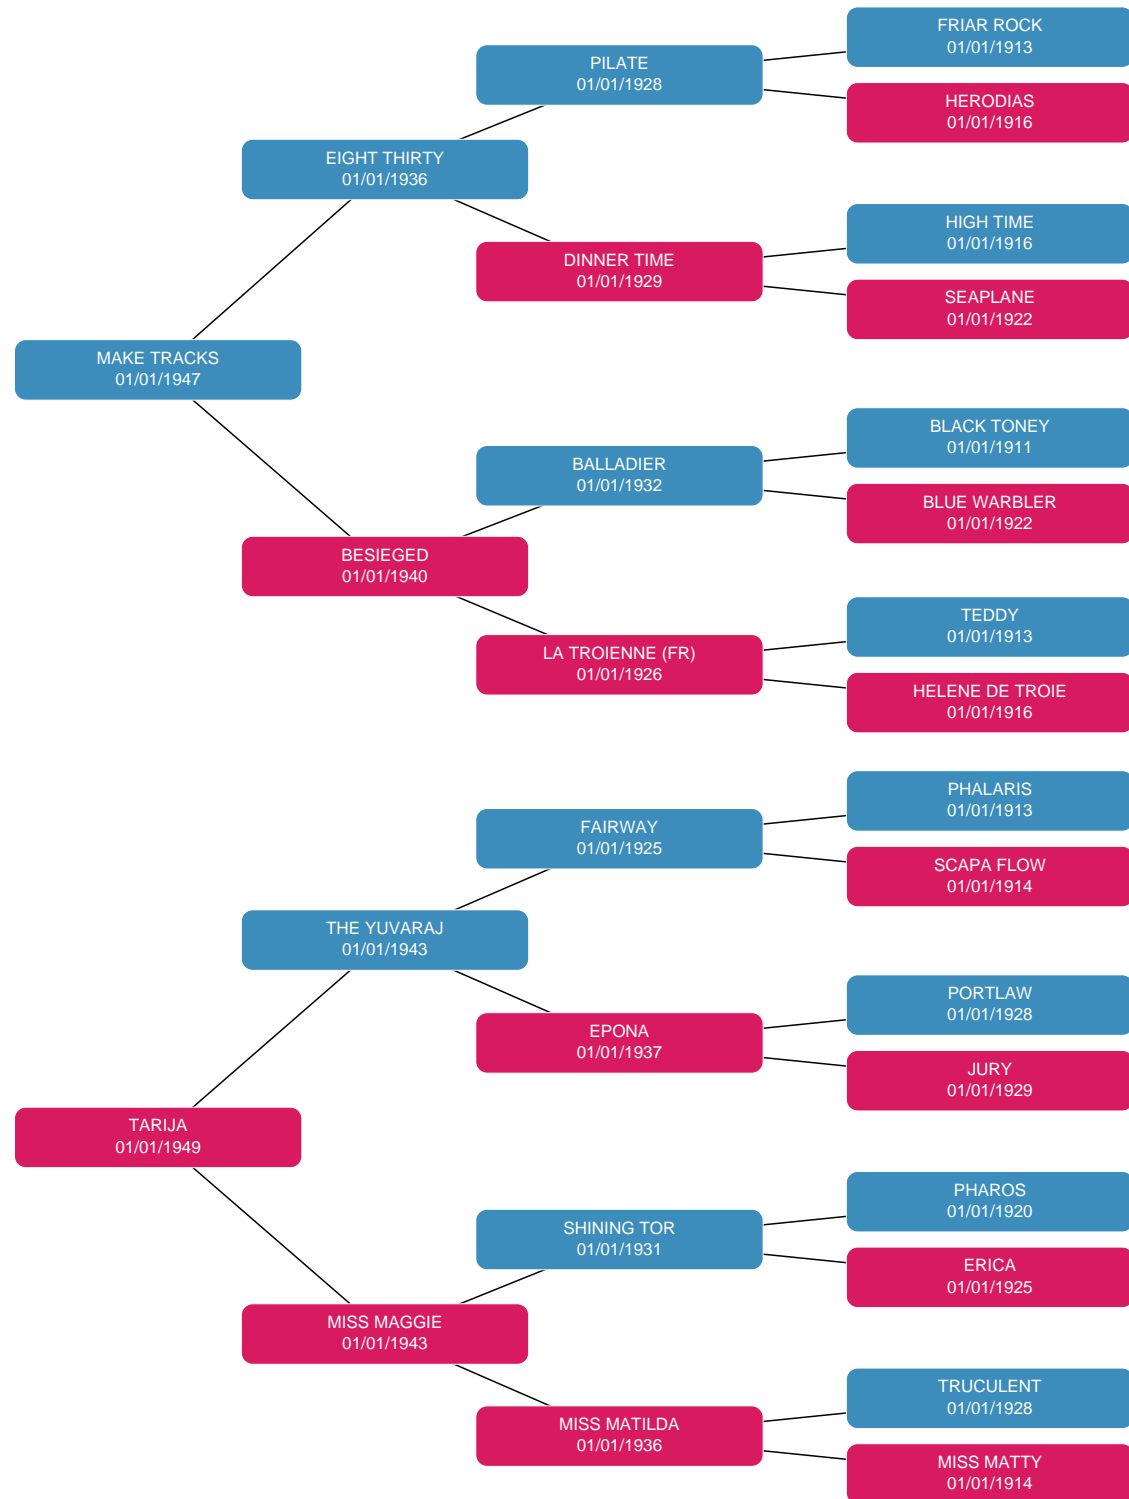 FRIAR ROCK
01/01/1913
PILATE
01/01/1928
HERODIAS
01/01/1916
EIGHT THIRTY
01/01/1936
HIGH TIME
01/01/1916
DINNER TIME
01/01/1929
SEAPLANE
01/01/1922
MAKE TRACKS
01/01/1947
BLACK TONEY
01/01/1911
BALLADIER
01/01/1932
BLUE WARBLER
01/01/1922
BESIEGED
01/01/1940
TEDDY
01/01/1913
LA TROIENNE (FR)
01/01/1926
HELENE DE TROIE
01/01/1916
PHALARIS
01/01/1913
FAIRWAY
01/01/1925
SCAPA FLOW
01/01/1914
THE YUVARAJ
01/01/1943
PORTLAW
01/01/1928
EPONA
01/01/1937
JURY
01/01/1929
TARIJA
01/01/1949
PHAROS
01/01/1920
SHINING TOR
01/01/1931
ERICA
01/01/1925
MISS MAGGIE
01/01/1943
TRUCULENT
01/01/1928
MISS MATILDA
01/01/1936
MISS MATTY
01/01/1914